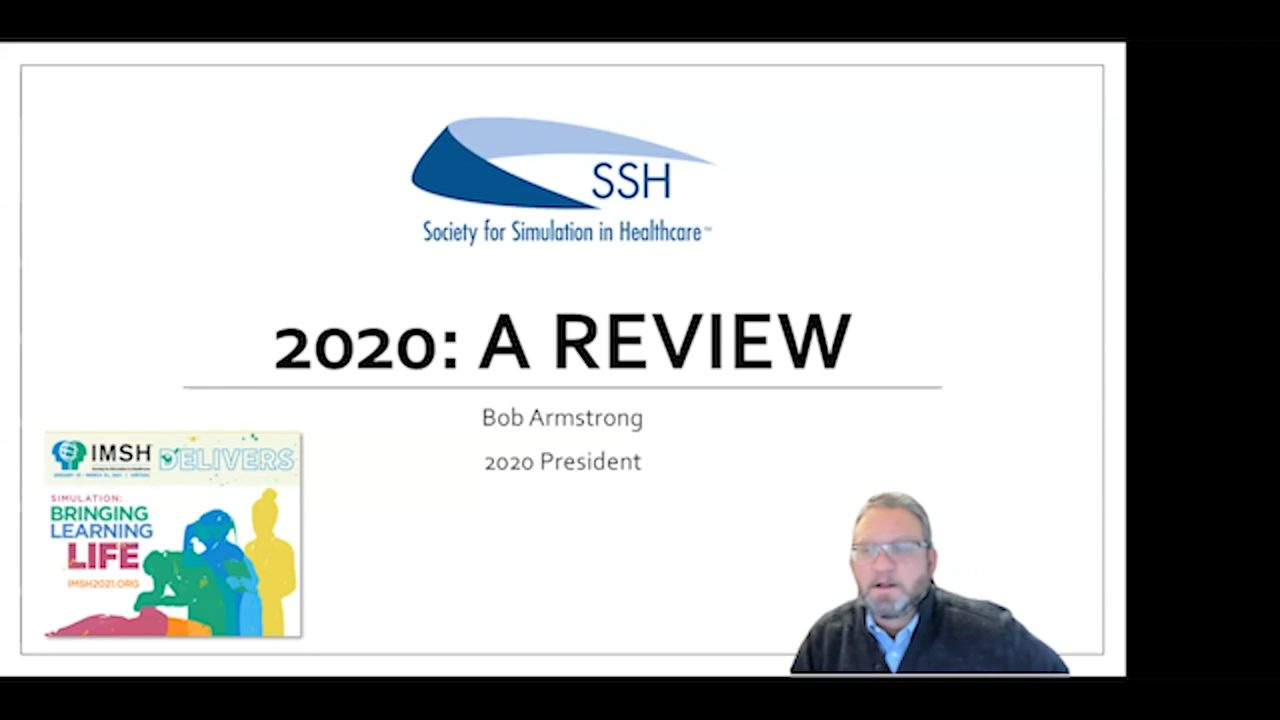 SSH
Society for Simulation in Healthcare™
2020: A REVIEW
Bob Armstrong
2020 President
IMSH DELIVERS
SIMULATION:
BRINGING
LEARNING
LIFE
IMSH2021.ORG